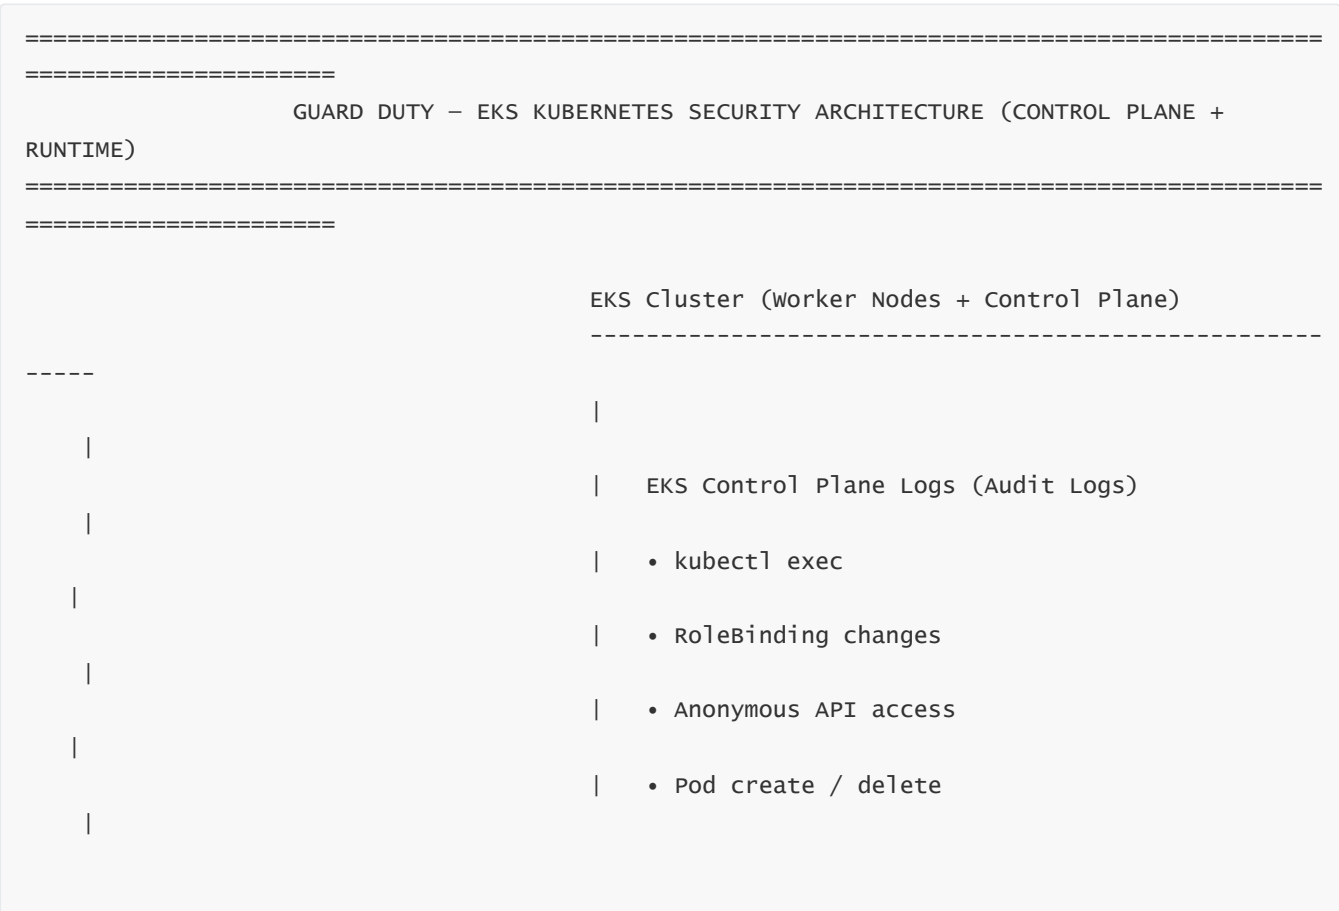 ============================================================================================
======================
GUARD DUTY – EKS KUBERNETES SECURITY ARCHITECTURE (CONTROL PLANE +
RUNTIME)
============================================================================================
======================
EKS Cluster (Worker Nodes + Control Plane)
----------------------------------------------------
-----
|
|
| EKS Control Plane Logs (Audit Logs)
|
| • kubectl exec
|
| • RoleBinding changes
|
| • Anonymous API access
|
| • Pod create / delete
|